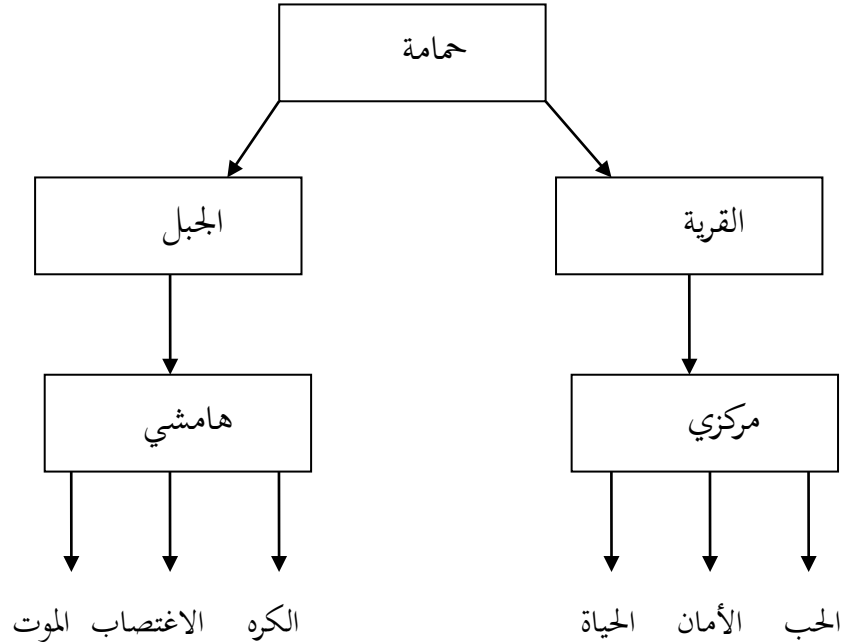 حمامة
القرية
الجبل
مركزي
هامشي
الحب الأمان الحياة
الكره الاغتصاب الموت